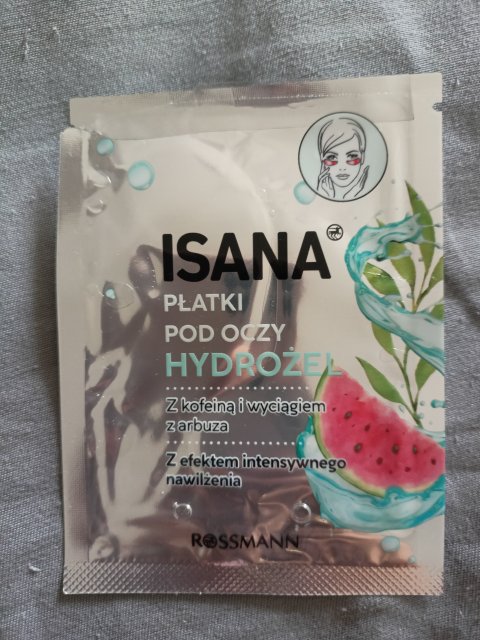 ISANA
PŁATKI
POD OCZY
HYDROŻEL
Z kofeiną i wyciągiem
z arbuza
Z efektem intensywnego
nawilżenia
ROSSMANN